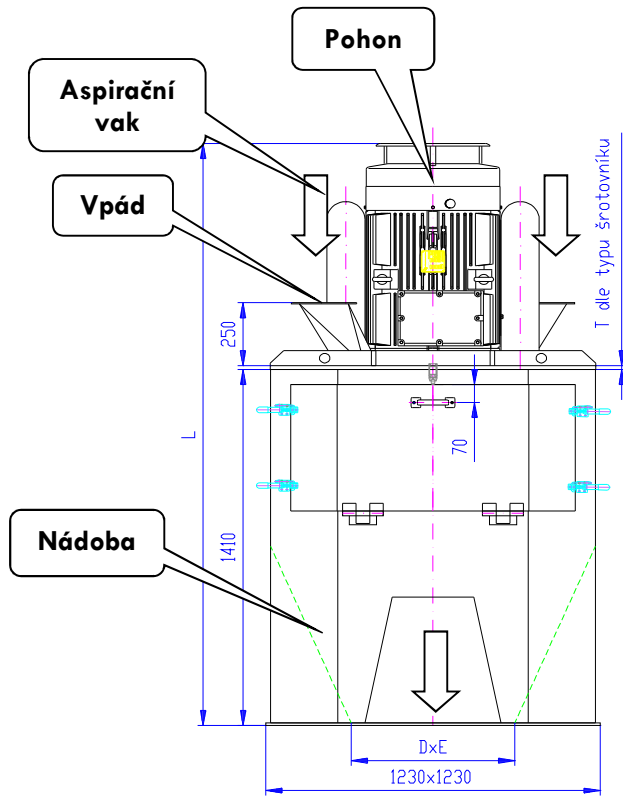 Pohon
Aspirační
vak
Vpád
T dle typu šrotovníku
250
L
70
Nádoba
1410
DxE
1230x1230